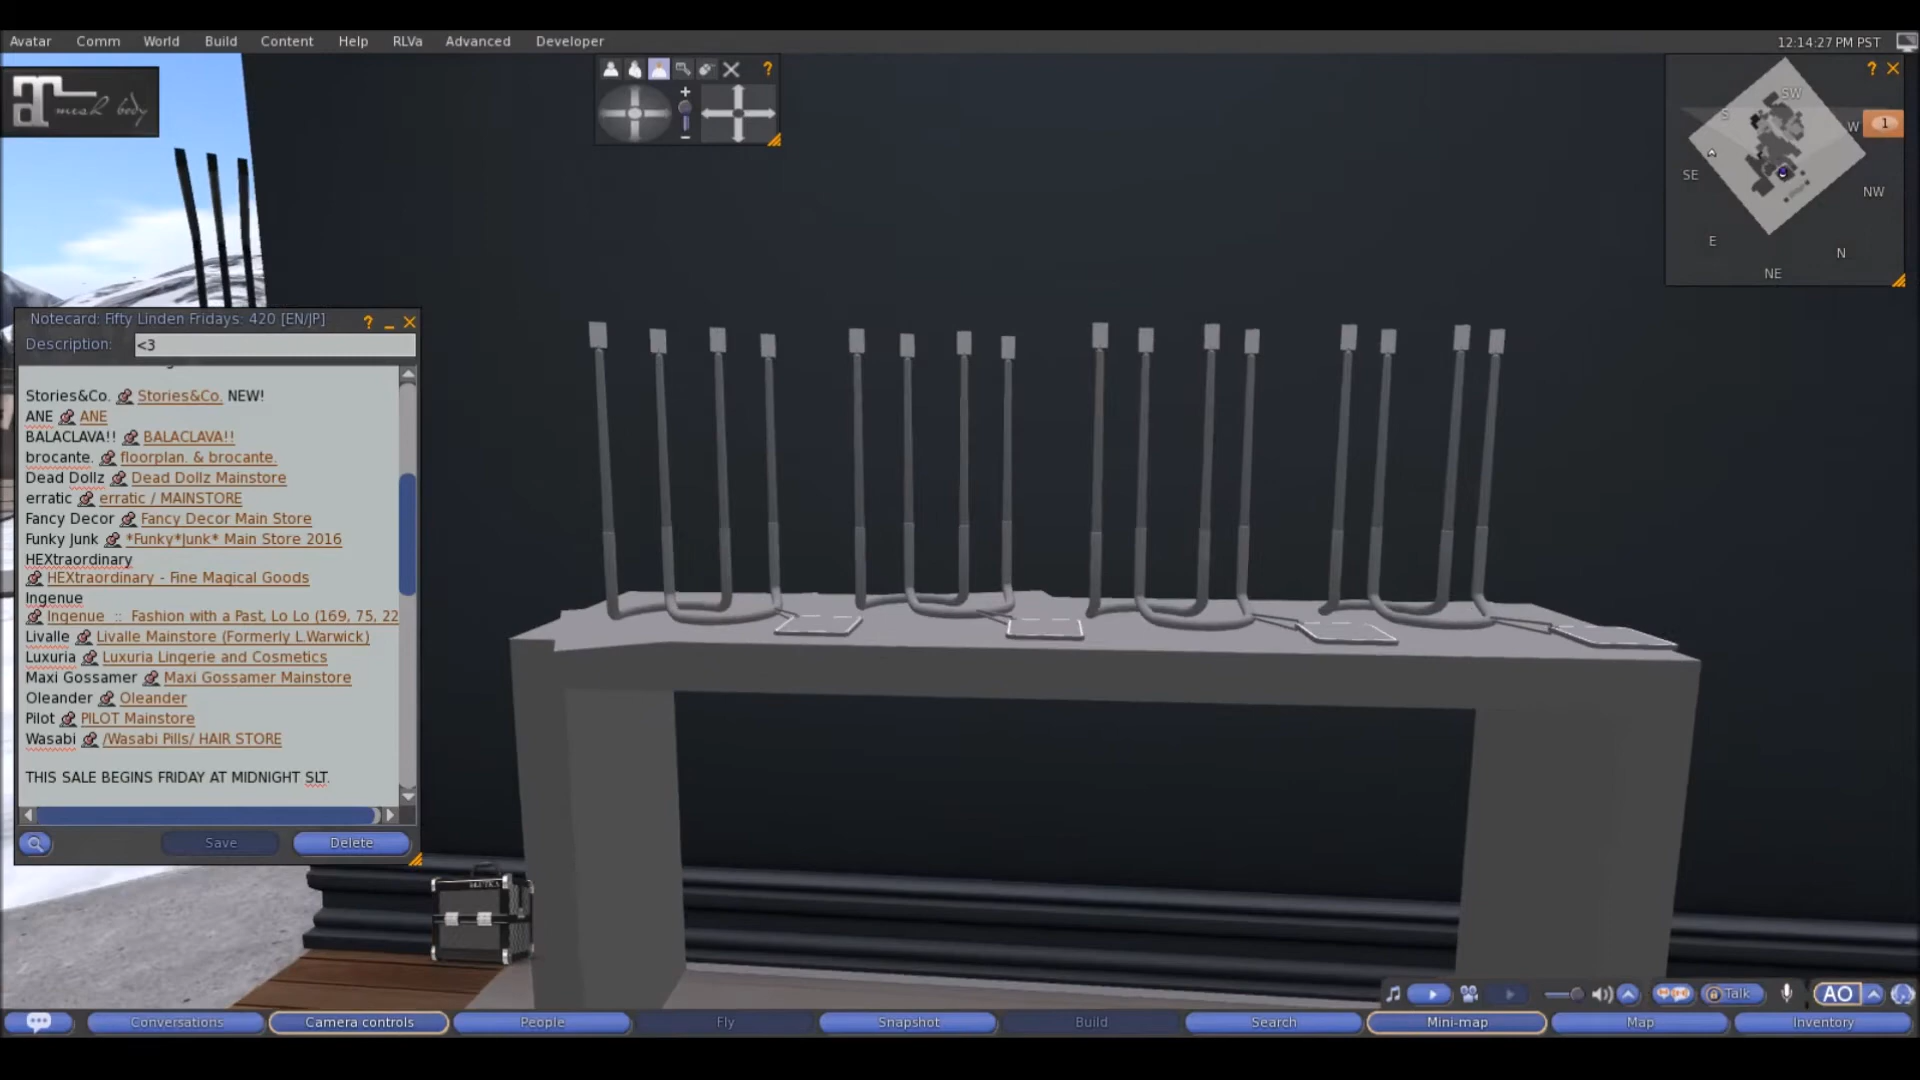 Avatar Comm World Build Content Help RLVa Advanced Developer
12:14:27 PM PST
mesh body
?
?
SW
S
W
1
SE
NW
E
N
NE
Notecard: Fifty Linden Fridays: 420 [EN/JP]
?
Description: <3
Stories&Co. Stories&Co. NEW!
ANE ANE
BALACLAVA!! BALACLAVA!!
brocante. floorplan. & brocante.
Dead Dollz Dead Dollz Mainstore
erratic erratic / MAINSTORE
Fancy Decor Fancy Decor Main Store
Funky Junk *Funky*Junk* Main Store 2016
HEXtraordinary
HEXtraordinary - Fine Magical Goods
Ingenue
Ingenue :: Fashion with a Past, Lo Lo (169, 75, 22
Livalle Livalle Mainstore (Formerly L.Warwick)
Luxuria Luxuria Lingerie and Cosmetics
Maxi Gossamer Maxi Gossamer Mainstore
Oleander Oleander
Pilot PILOT Mainstore
Wasabi /Wasabi Pills/ HAIR STORE
THIS SALE BEGINS FRIDAY AT MIDNIGHT SLT.
Save Delete
Talk AO
Conversations Camera controls People Fly Snapshot Build Search Mini-map Map Inventory